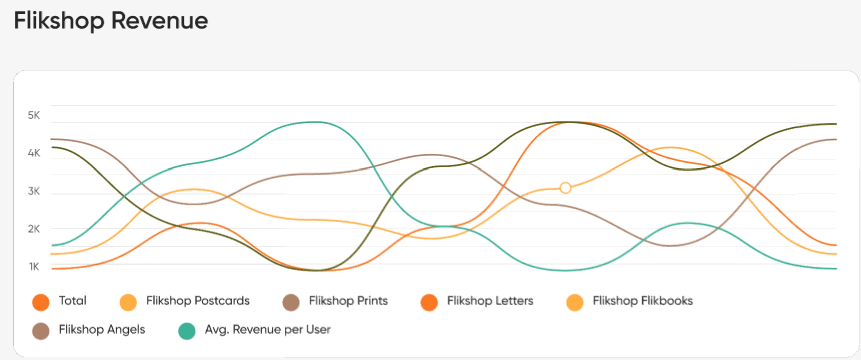 Flikshop Revenue
5K
4K
3K
2K
1K
Total Flikshop Postcards Flikshop Prints Flikshop Letters Flikshop Flikbooks
Flikshop Angels Avg. Revenue per User